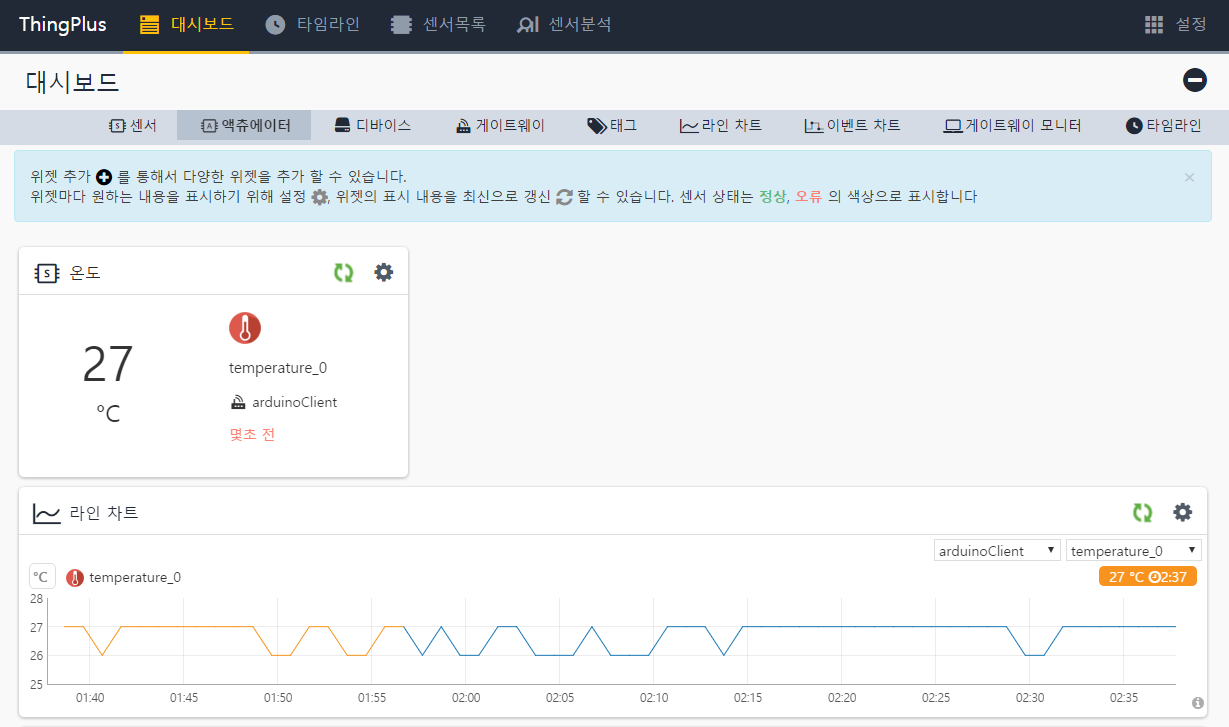 ThingPlus 대시보드 타임라인 센서목록 센서분석 설정
대시보드
S 센서 A 액츄에이터 디바이스 게이트웨이 태그 라인 차트 이벤트 차트 게이트웨이 모니터 타임라인
위젯 추가 를 통해서 다양한 위젯을 추가 할 수 있습니다. ×
위젯마다 원하는 내용을 표시하기 위해 설정 , 위젯의 표시 내용을 최신으로 갱신 할 수 있습니다. 센서 상태는 정상, 오류 의 색상으로 표시합니다
S 온도
27
°C
temperature_0
arduinoClient
몇초 전
라인 차트
arduinoClient temperature_0
°C temperature_0 27 °C 2:37
28
27
26
25
01:40 01:45 01:50 01:55 02:00 02:05 02:10 02:15 02:20 02:25 02:30 02:35